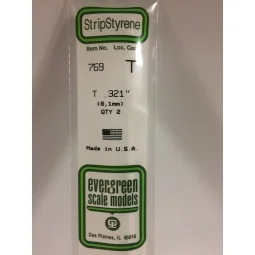 StripStyrene
Item No. Loc. Co
769 T
T .321"
(8,1mm)
QTY 2
Made in U.S.A.
evergreen
scale models
Des Plaines, IL 60018